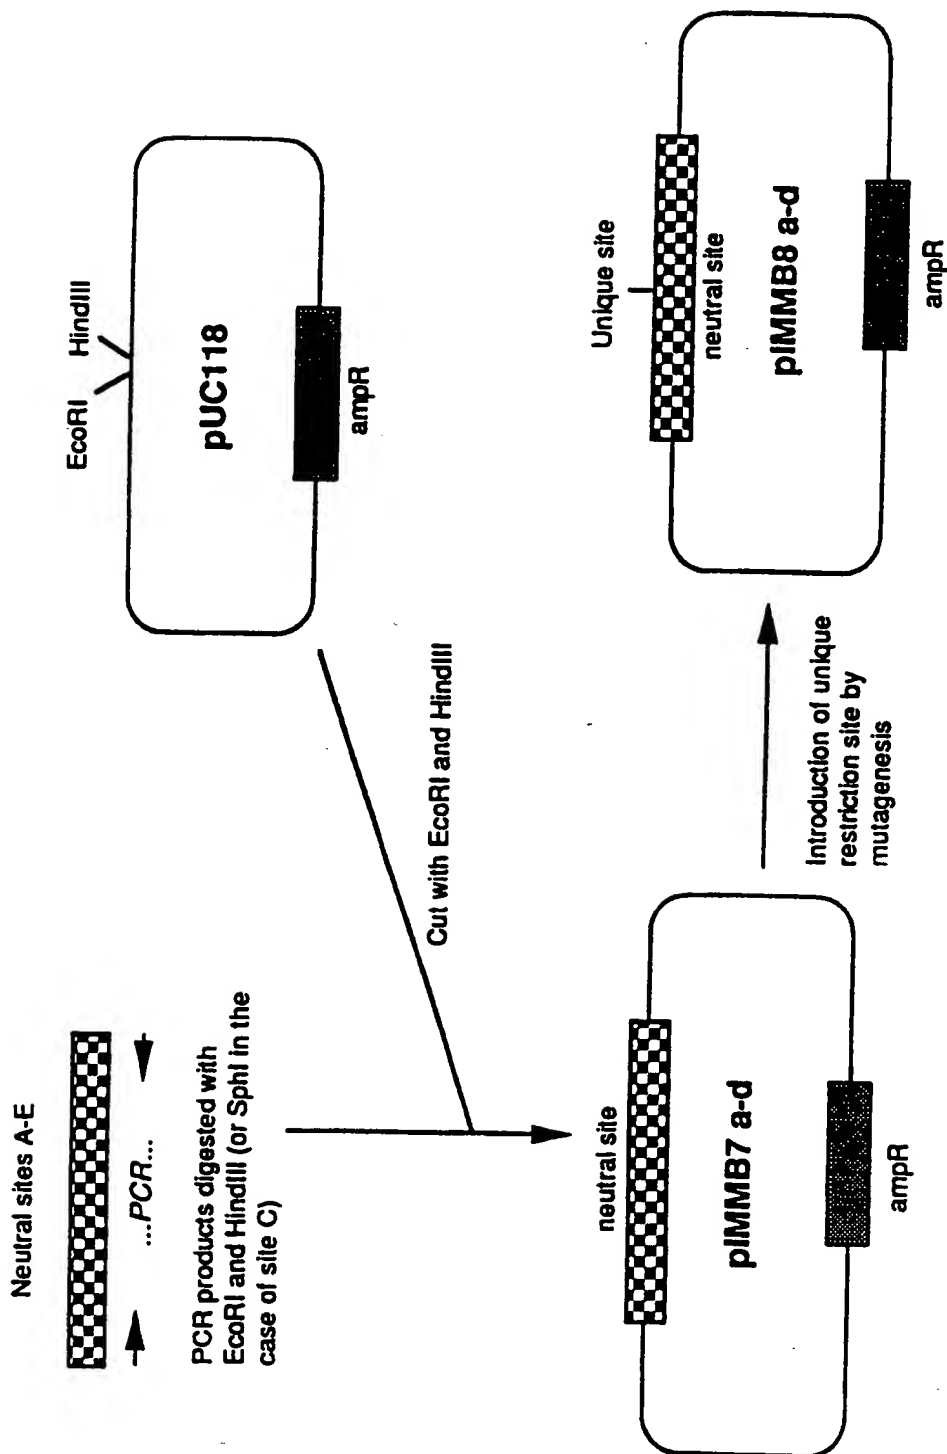 Neutral sites A-E
....PCR...
PCR products digested with
EcoRI and HindIII (or SphI in the
case of site C)
EcoRI HindIII
pUC118
ampR
Cut with EcoRI and HindIII
neutral site
pIMMB7 a-d
ampR
Introduction of unique
restriction site by
mutagenesis
Unique site
neutral site
pIMMB8 a-d
ampR